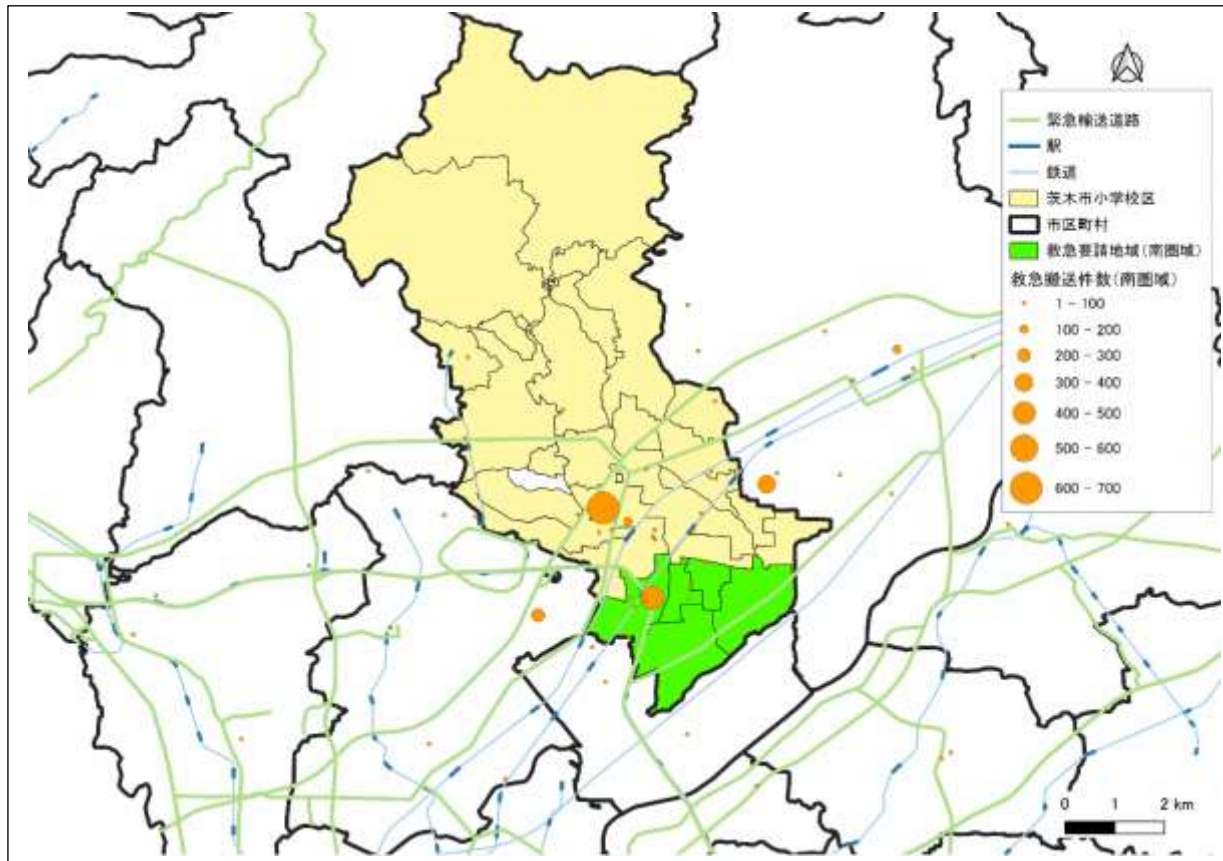 緊急輸送道路
駅
鉄道
茨木市小学校区
市区町村
救急要請地域(南圏域)
救急搬送件数(南圏域)
1 - 100
100 - 200
200 - 300
300 - 400
400 - 500
500 - 600
600 - 700
0 1 2 km